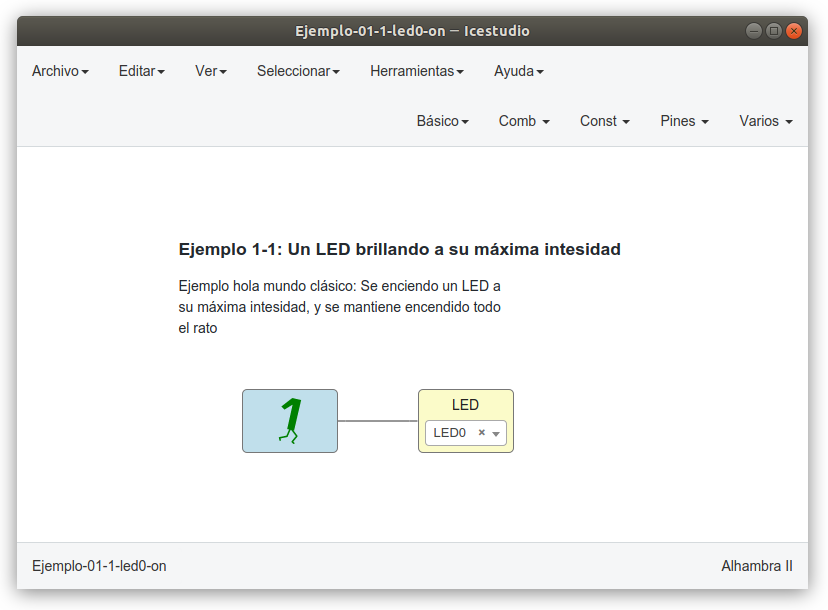 Ejemplo-01-1-led0-on — Icestudio
Archivo Editar Ver Seleccionar Herramientas Ayuda
Básico Comb Const Pines Varios
Ejemplo 1-1: Un LED brillando a su máxima intesidad
Ejemplo hola mundo clásico: Se enciendo un LED a
su máxima intesidad, y se mantiene encendido todo
el rato
1
LED
LED0 ×
Ejemplo-01-1-led0-on
Alhambra II